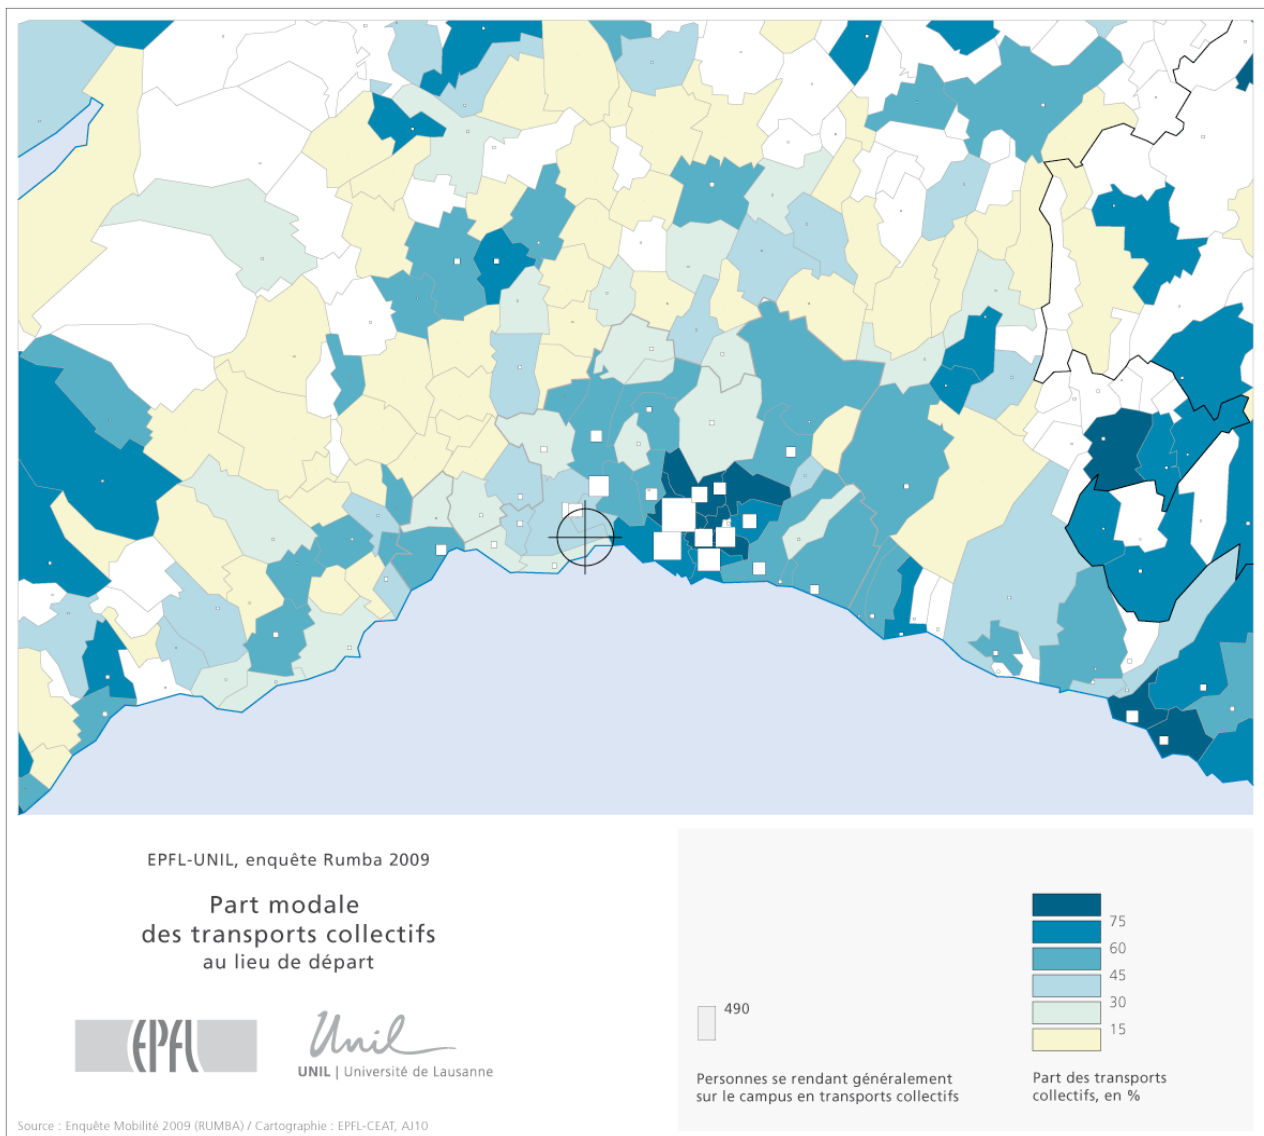 EPFL-UNIL, enquête Rumba 2009
Part modale
des transports collectifs
au lieu de départ
EPFL
Unil
UNIL | Université de Lausanne
490
Personnes se rendant généralement
sur le campus en transports collectifs
75
60
45
30
15
Part des transports
collectifs, en %
Source : Enquête Mobilité 2009 (RUMBA) / Cartographie : EPFL-CEAT, AJ10